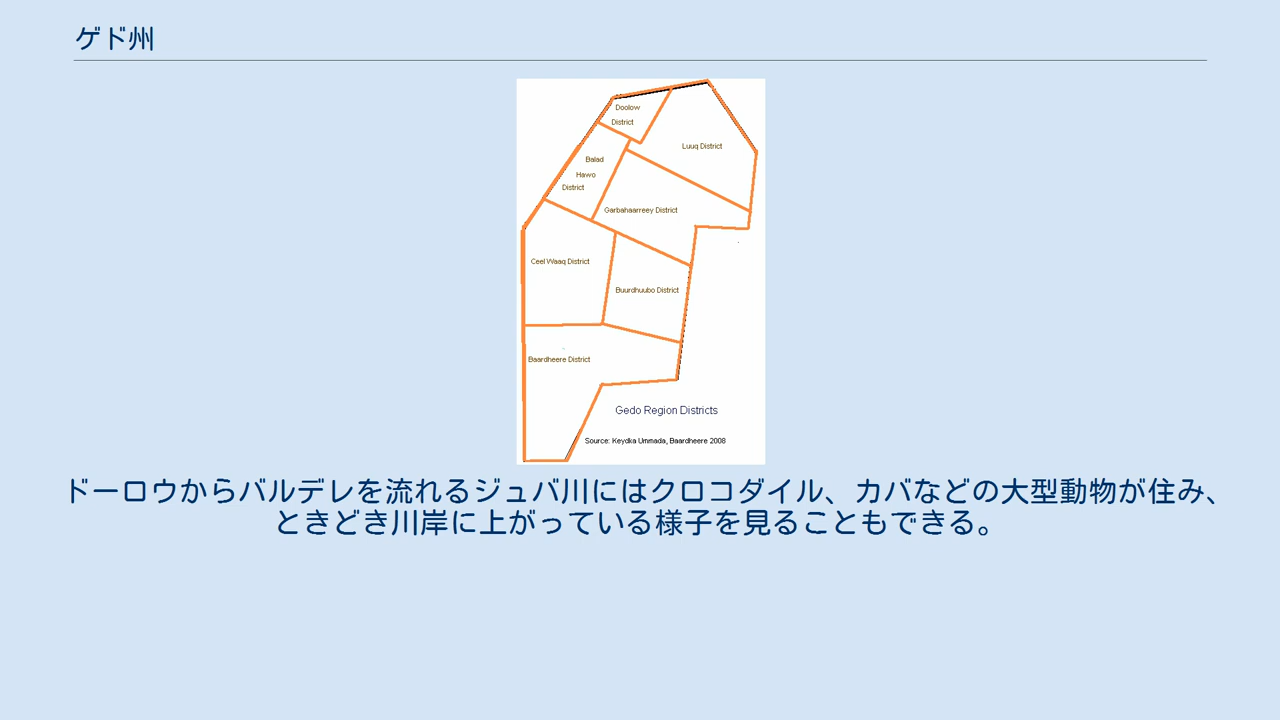 ゲド州
Doolow
District
Luuq District
Balad
Hawo
District
Garbahaarreey District
Ceel Waaq District
Buurdhuubo District
Baardheere District
Gedo Region Districts
Source: Keydka Ummada, Baardheere 2008
ドーロウからバルデレを流れるジュバ川にはクロコダイル、カバなどの大型動物が住み、
ときどき川岸に上がっている様子を見ることもできる。